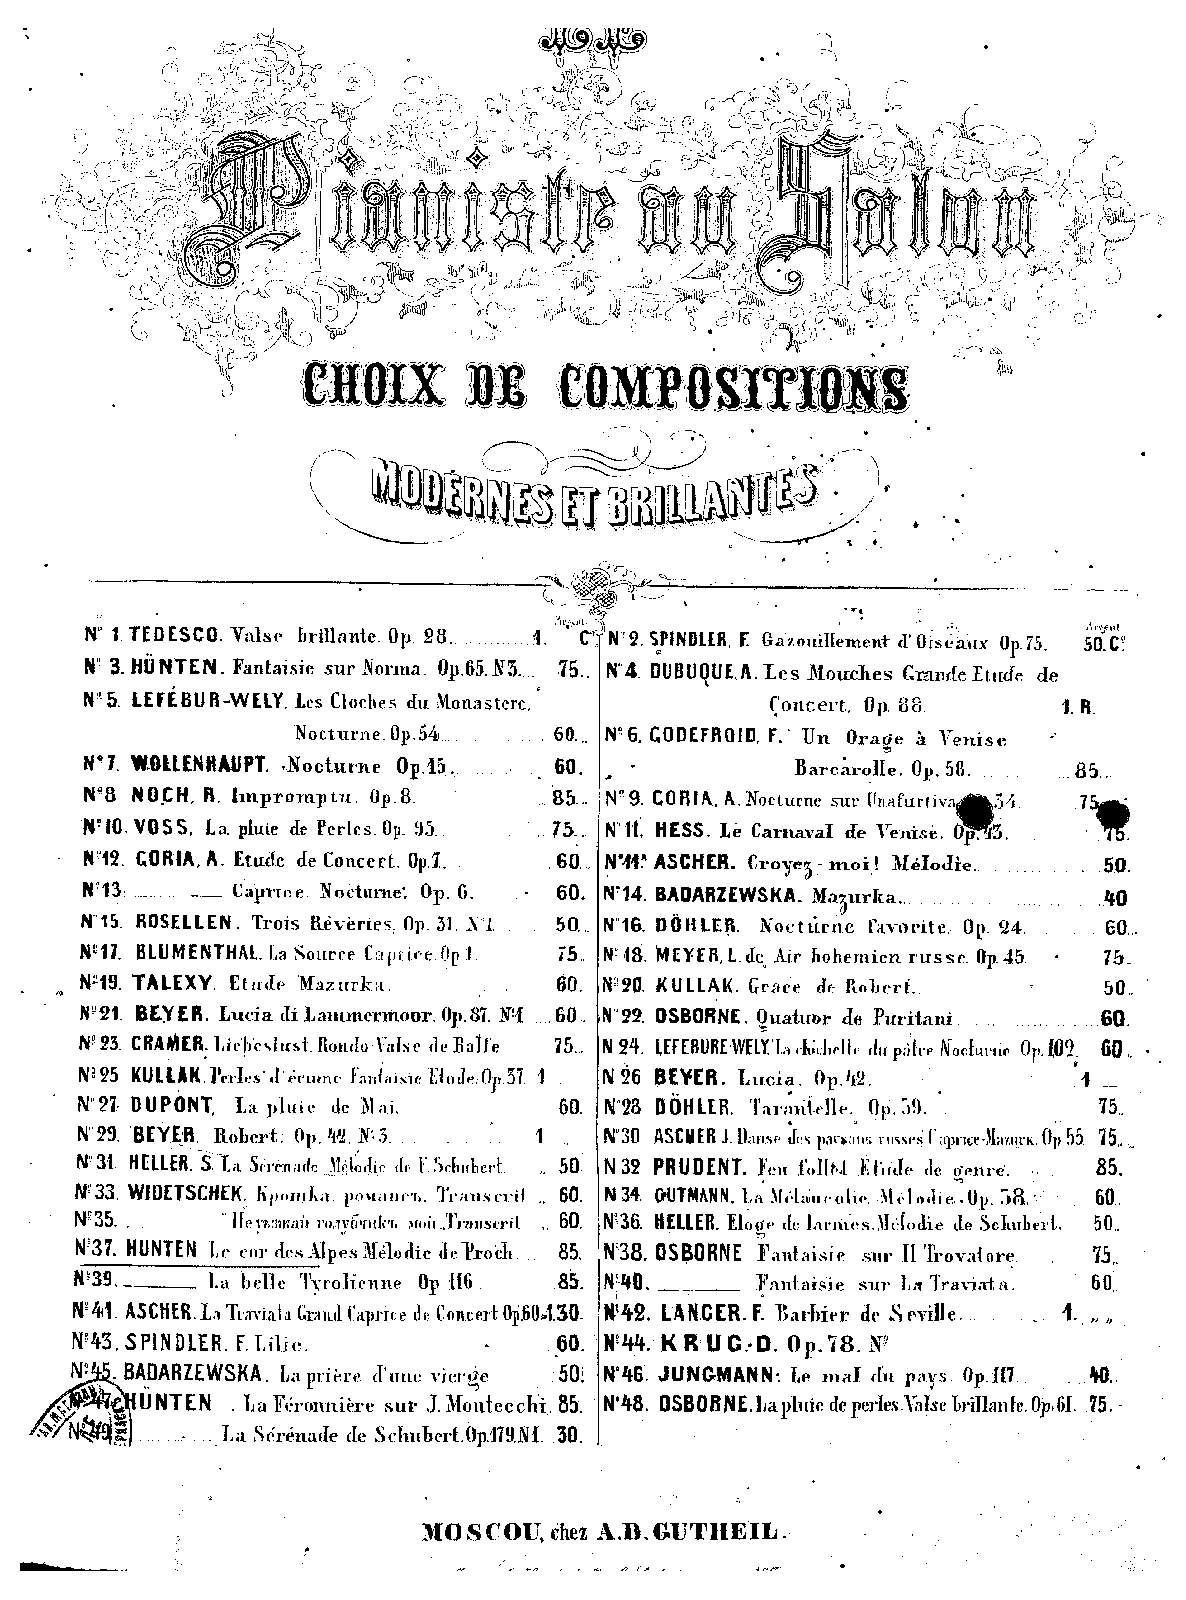 Pianiste au Salon
CHOIX DE COMPOSITIONS
MODERNES ET BRILLANTES
Argent
Nº 1. TEDESCO. Valse brillante. Op. 28. 1. Cº
Nº 3. HÜNTEN. Fantaisie sur Norma. Op. 65. N3. 75.
Nº 5. LEFÉBUR-WELY. Les Cloches du Monastere.
Nocturne. Op. 54. 60.
Nº 7. WOLLENHAUPT. Nocturne Op. 15. 60.
Nº 8 NOCH, R. Impromptu. Op. 8. 85.
Nº 10. VOSS. La pluie de Perles. Op. 95. 75.
Nº 12. GORIA, A. Etude de Concert. Op. 7. 60.
Nº 13. Caprice Nocturne. Op. 6. 60.
Nº 15. ROSELLEN. Trois Rêveries. Op. 31. Nº 1. 50.
Nº 17. BLUMENTHAL. La Source Caprice. Op 1. 75.
Nº 19. TALEXY. Etude Mazurka. 60.
Nº 21. BEYER. Lucia di Lammermoor. Op. 87. Nº 1 60.
Nº 23. CRAMER. Liebeslust. Rondo Valse de Balfe 75.
Nº 25 KULLAK. Perles d'écume Fantaisie Etude. Op. 37. 1
Nº 27. DUPONT, La pluie de Mai. 60.
Nº 29. BEYER. Robert. Op. 42. Nº 3. 1
Nº 31. HELLER. S. La Sérénade Mélodie de F. Schubert. 50.
Nº 33. WIDETSCHEK. Крошка, романсъ. Transcrit 60.
Nº 35. голубчикъ мой. Transcrit 60.
Nº 37. HUNTEN Le cor des Alpes Mélodie de Proch. 85.
Nº 39. La belle Tyrolienne Op 116. 85.
Nº 41. ASCHER. La Traviata Grand Caprice de Concert Op. 60. 1.30.
Nº 43. SPINDLER. F. Lilie. 60.
Nº 45. BADARZEWSKA. La prière d'une vierge 50.
47. HÜNTEN. La Féronnière sur J. Montecchi. 85.
Nº 49 La Sérénade de Schubert. Op. 179. N1. 30.
Argent
Nº 2. SPINDLER, F. Gazouillement d'Oiseaux Op. 75. 50. Cº.
Nº 4. DUBUQUE, A. Les Mouches Grande Etude de
Concert. Op. 88. 1. R.
Nº 6. GODEFROID, F. Un Orage à Venise
Barcarolle. Op. 58. 85.
Nº 9. GORIA, A. Nocturne sur Unafurtiva 34. 75
Nº 11. HESS. Le Carnaval de Venise. Op. 13. 75.
Nº 11ª. ASCHER. Croyez-moi! Mélodie. 50.
Nº 14. BADARZEWSKA. Mazurka. 40
Nº 16. DÖHLER. Nocturne favorite. Op. 24. 60.
Nº 18. MEYER, L. de, Air bohemien russe. Op. 45. 75.
Nº 20. KULLAK. Grace de Robert. 50.
Nº 22. OSBORNE. Quatuor de Puritani 60.
N 24. LEFEBURE-WELY. La clochette du pâtre Nocturne Op. 102. 60.
N 26 BEYER. Lucia. Op. 42. 1
Nº 28 DÖHLER. Tarantelle. Op. 39. 75.
Nº 30 ASCHER J. Danse des paysans russes Caprice-Mazurk. Op 55 75.
N 32 PRUDENT. Feu follet Etude de genre. 85.
N 34. GUTMANN. La Mélancolie. Mélodie. Op. 38. 60.
Nº 36. HELLER. Eloge de larmes. Mélodie de Schubert. 50.
Nº 38. OSBORNE Fantaisie sur Il Trovatore. 75.
Nº 40. Fantaisie sur La Traviata. 60.
Nº 42. LANGER. F. Barbier de Seville. 1. „ „
Nº 44. KRUG. D. Op. 78. Nº
Nº 46. JUNGMANN: Le mal du pays. Op. 117. 40.
Nº 48. OSBORNE. La pluie de perles. Valse brillante. Op. 61. 75.
MOSCOU, chez A. B. GUTHEIL.